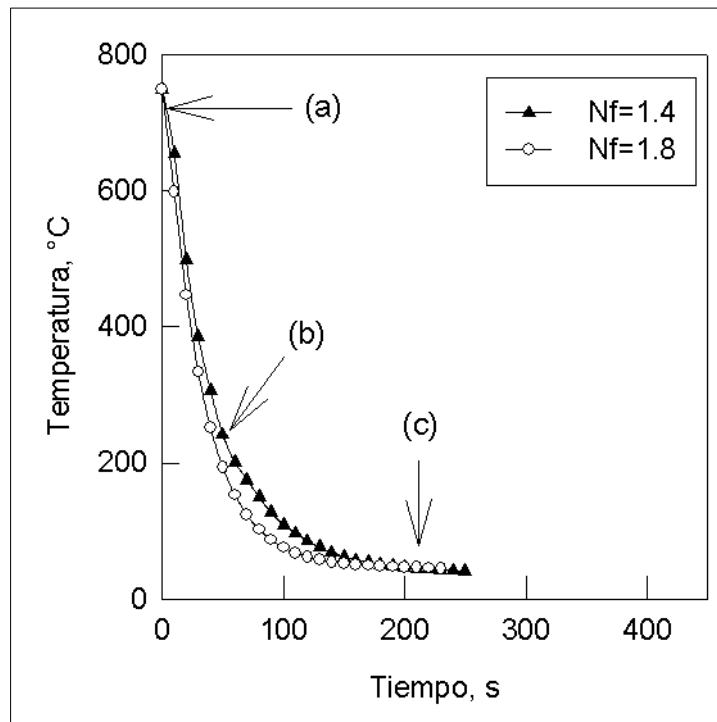 800
600
400
200
0
Temperatura, °C
(a)
(b)
(c)
Nf=1.4
Nf=1.8
0 100 200 300 400
Tiempo, s